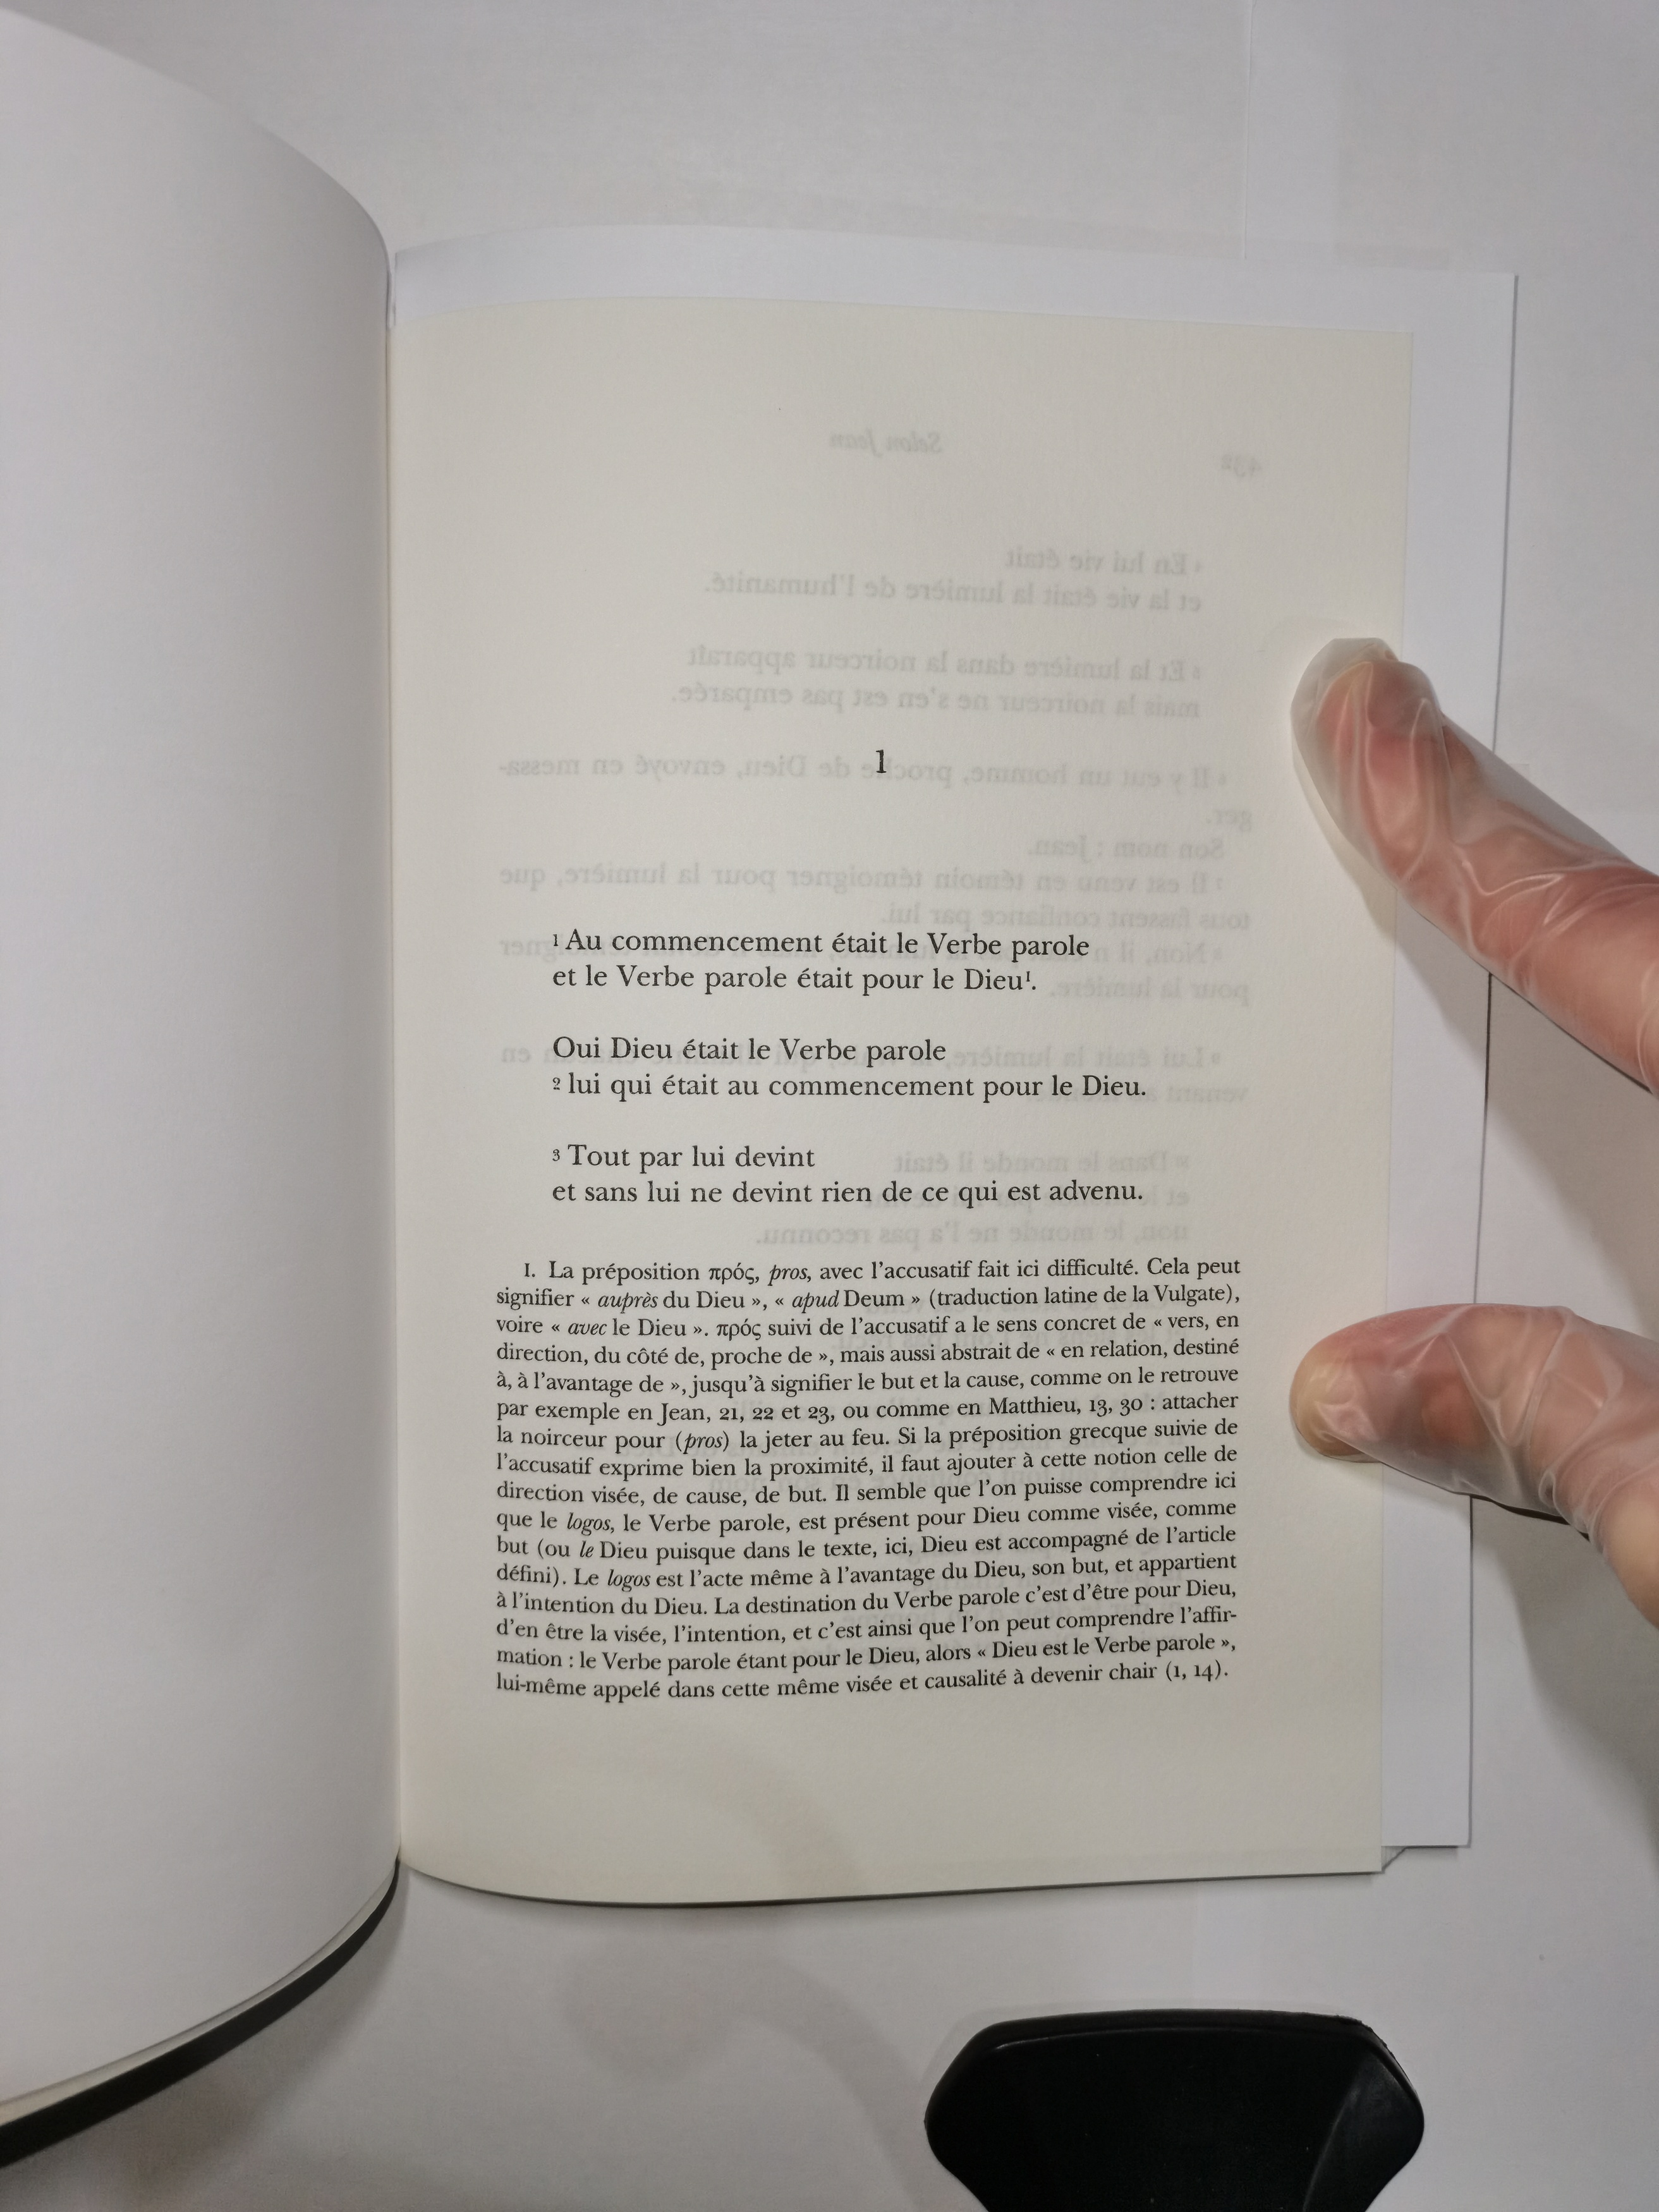 1
1 Au commencement était le Verbe parole
et le Verbe parole était pour le Dieu1.
Oui Dieu était le Verbe parole
2 lui qui était au commencement pour le Dieu.
3 Tout par lui devint
et sans lui ne devint rien de ce qui est advenu.
1. La préposition πρός, pros, avec l'accusatif fait ici difficulté. Cela peut
signifier « auprès du Dieu », « apud Deum » (traduction latine de la Vulgate),
voire « avec le Dieu ». πρός suivi de l'accusatif a le sens concret de « vers, en
direction, du côté de, proche de », mais aussi abstrait de « en relation, destiné
à, à l'avantage de », jusqu'à signifier le but et la cause, comme on le retrouve
par exemple en Jean, 21, 22 et 23, ou comme en Matthieu, 13, 30 : attacher
la noirceur pour (pros) la jeter au feu. Si la préposition grecque suivie de
l'accusatif exprime bien la proximité, il faut ajouter à cette notion celle de
direction visée, de cause, de but. Il semble que l'on puisse comprendre ici
que le logos, le Verbe parole, est présent pour Dieu comme visée, comme
but (ou le Dieu puisque dans le texte, ici, Dieu est accompagné de l'article
défini). Le logos est l'acte même à l'avantage du Dieu, son but, et appartient
à l'intention du Dieu. La destination du Verbe parole c'est d'être pour Dieu,
d'en être la visée, l'intention, et c'est ainsi que l'on peut comprendre l'affir-
mation : le Verbe parole étant pour le Dieu, alors « Dieu est le Verbe parole »,
lui-même appelé dans cette même visée et causalité à devenir chair (1, 14).